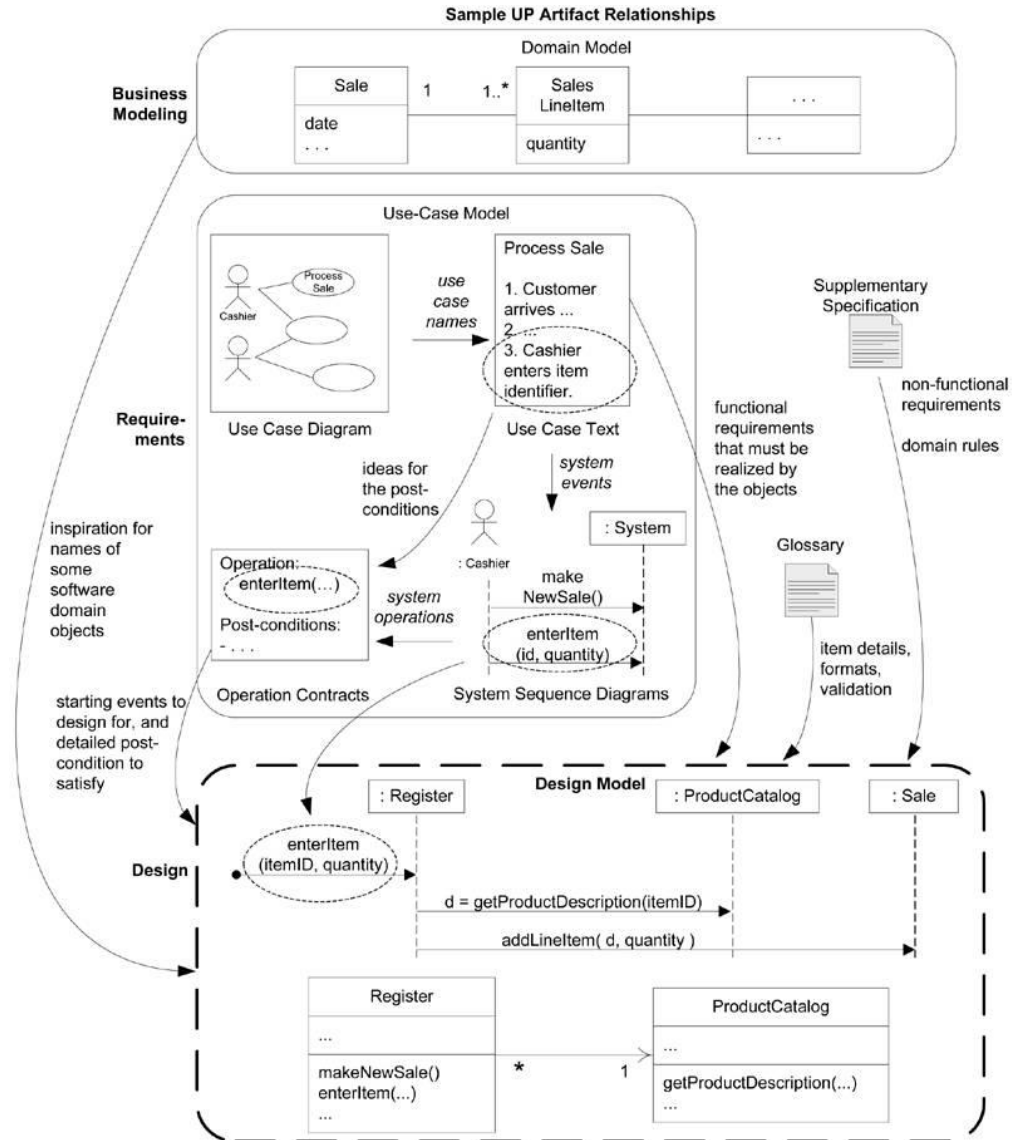 Sample UP Artifact Relationships
Domain Model
Business
Modeling
Sale
date
. . .
1
1..*
Sales
LineItem
quantity
. . .
. . .
Use-Case Model
Require-
ments
Process
Sale
Cashier
Use Case Diagram
use
case
names
Process Sale
1. Customer
arrives ...
2. ...
3. Cashier
enters item
identifier.
Use Case Text
Supplementary
Specification
non-functional
requirements
domain rules
functional
requirements
that must be
realized by
the objects
ideas for
the post-
conditions
system
events
: Cashier
: System
make
NewSale()
enterItem
(id, quantity)
System Sequence Diagrams
system
operations
Operation:
enterItem(…)
Post-conditions:
- . . .
Operation Contracts
Glossary
item details,
formats,
validation
inspiration for
names of
some
software
domain
objects
starting events to
design for, and
detailed post-
condition to
satisfy
Design Model
Design
: Register
: ProductCatalog
: Sale
enterItem
(itemID, quantity)
d = getProductDescription(itemID)
addLineItem( d, quantity )
Register
...
makeNewSale()
enterItem(...)
...
*
1
ProductCatalog
...
getProductDescription(...)
...